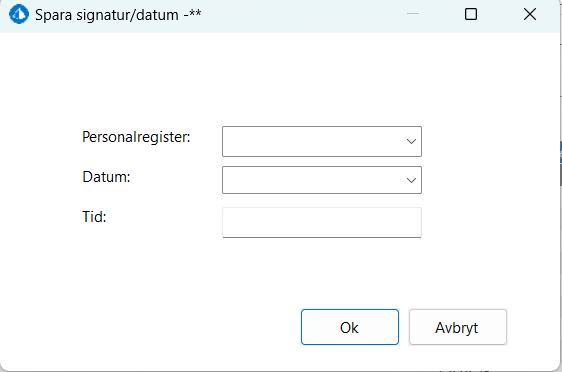 Spara signatur/datum -**
Personalregister:
Datum:
Tid:
Ok
Avbryt